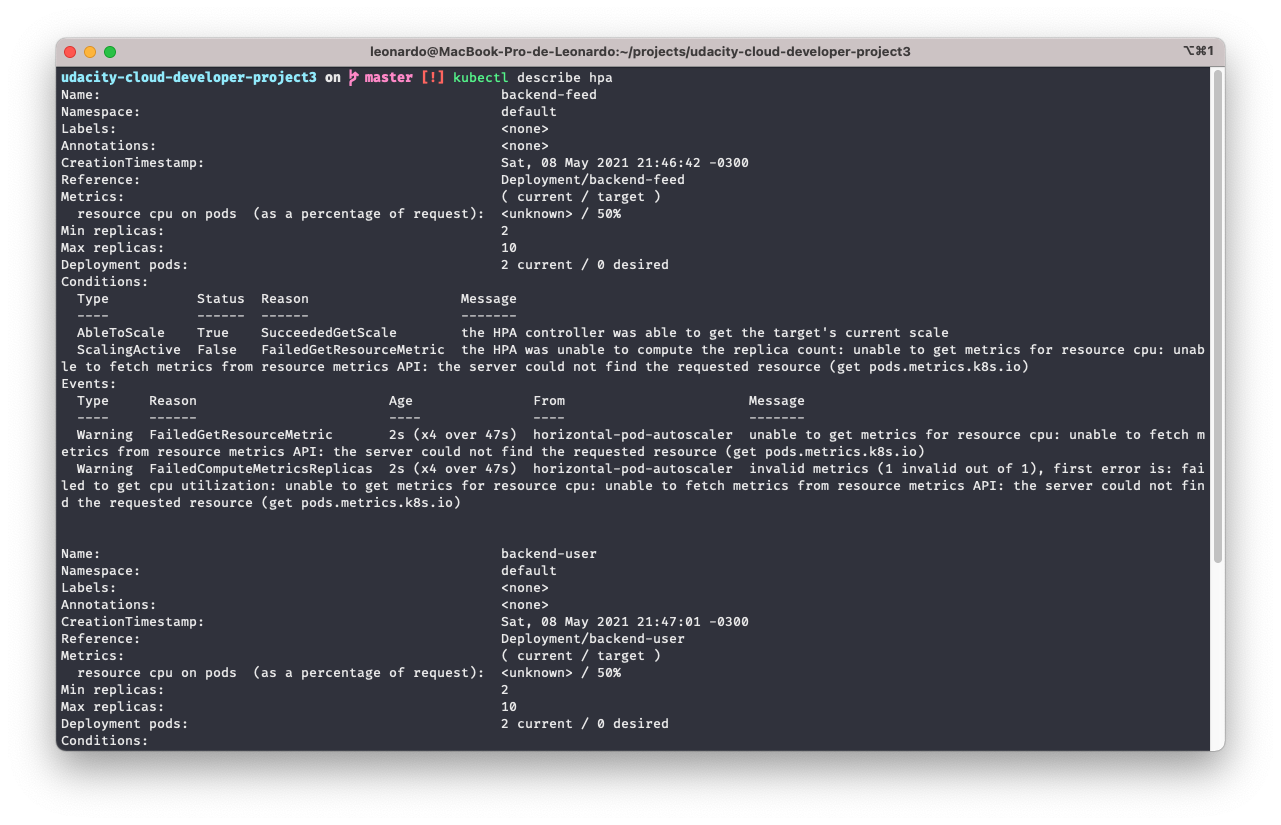 leonardo@MacBook-Pro-de-Leonardo:~/projects/udacity-cloud-developer-project3 ⌥⌘1
udacity-cloud-developer-project3 on master [!] kubectl describe hpa
Name: backend-feed
Namespace: default
Labels: <none>
Annotations: <none>
CreationTimestamp: Sat, 08 May 2021 21:46:42 -0300
Reference: Deployment/backend-feed
Metrics: ( current / target )
  resource cpu on pods  (as a percentage of request):  <unknown> / 50%
Min replicas: 2
Max replicas: 10
Deployment pods: 2 current / 0 desired
Conditions:
  Type           Status  Reason                   Message
  ----           ------  ------                   -------
  AbleToScale    True    SucceededGetScale        the HPA controller was able to get the target's current scale
  ScalingActive  False   FailedGetResourceMetric  the HPA was unable to compute the replica count: unable to get metrics for resource cpu: unab
le to fetch metrics from resource metrics API: the server could not find the requested resource (get pods.metrics.k8s.io)
Events:
  Type     Reason                        Age               From                       Message
  ----     ------                        ----              ----                       -------
  Warning  FailedGetResourceMetric       2s (x4 over 47s)  horizontal-pod-autoscaler  unable to get metrics for resource cpu: unable to fetch m
etrics from resource metrics API: the server could not find the requested resource (get pods.metrics.k8s.io)
  Warning  FailedComputeMetricsReplicas  2s (x4 over 47s)  horizontal-pod-autoscaler  invalid metrics (1 invalid out of 1), first error is: fai
led to get cpu utilization: unable to get metrics for resource cpu: unable to fetch metrics from resource metrics API: the server could not fin
d the requested resource (get pods.metrics.k8s.io)
Name: backend-user
Namespace: default
Labels: <none>
Annotations: <none>
CreationTimestamp: Sat, 08 May 2021 21:47:01 -0300
Reference: Deployment/backend-user
Metrics: ( current / target )
  resource cpu on pods  (as a percentage of request):  <unknown> / 50%
Min replicas: 2
Max replicas: 10
Deployment pods: 2 current / 0 desired
Conditions: